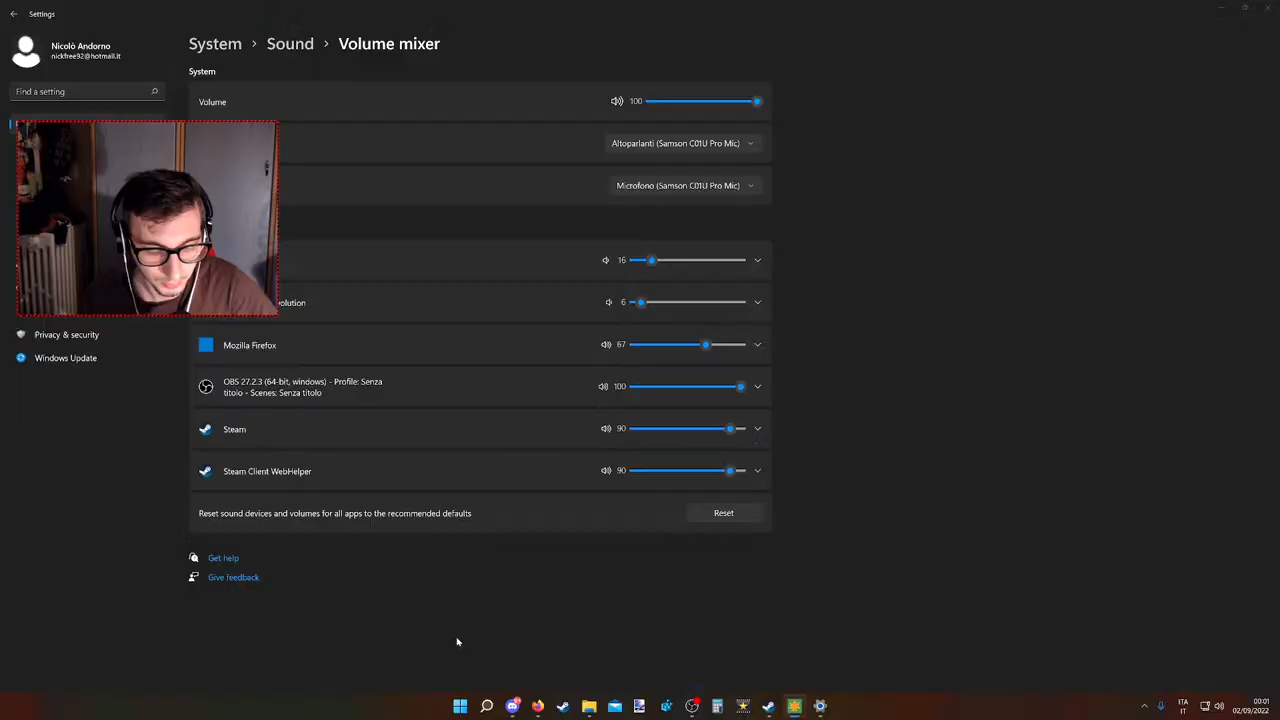 Settings
Nicolò Andorno
nickfree92@hotmail.it
Find a setting
System > Sound > Volume mixer
System
Volume
100
Altoparlanti (Samson C01U Pro Mic)
Microfono (Samson C01U Pro Mic)
16
volution
6
Mozilla Firefox
67
OBS 27.2.3 (64-bit, windows) - Profile: Senza
titolo - Scenes: Senza titolo
100
Steam
90
Steam Client WebHelper
90
Reset sound devices and volumes for all apps to the recommended defaults
Reset
Privacy & security
Windows Update
Get help
Give feedback
ITA
IT
00:01
02/09/2022